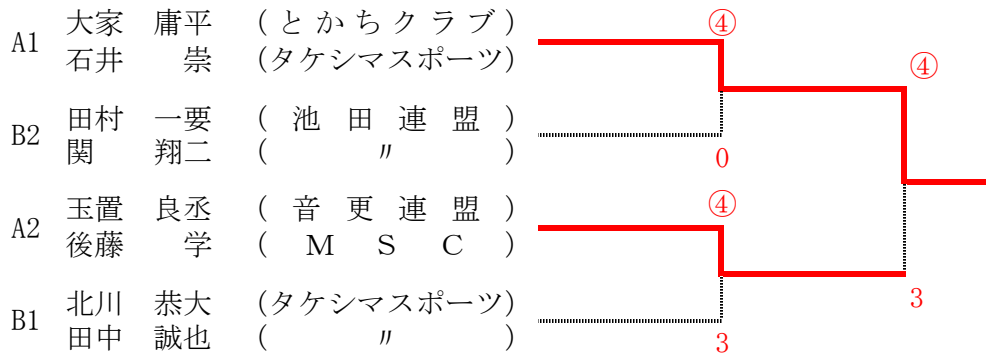 A1 大家 庸平 (とかちクラブ) ④
石井 崇 (タケシマスポーツ) ④
B2 田村 一要 (池田連盟)
関 翔二 (〃) 0
A2 玉置 良丞 (音更連盟) ④
後藤 学 (MSC)
B1 北川 恭大 (タケシマスポーツ) 3
田中 誠也 (〃) 3